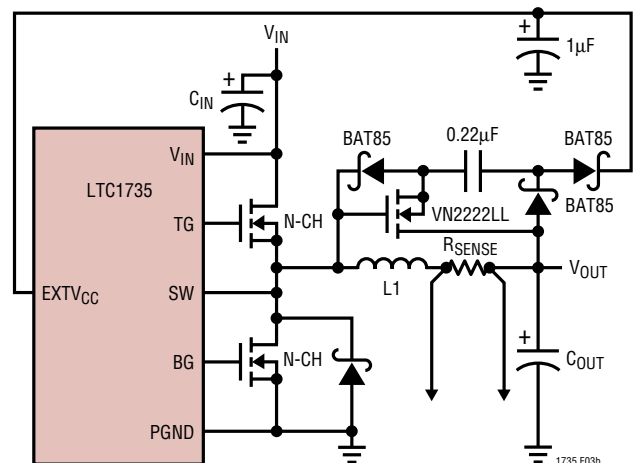 V_IN
+
1µF
+
C_IN
BAT85
0.22µF
BAT85
V_IN
LTC1735
TG
N-CH
VN2222LL
BAT85
R_SENSE
EXTV_CC
SW
L1
V_OUT
+
BG
N-CH
C_OUT
PGND
1735 F03b